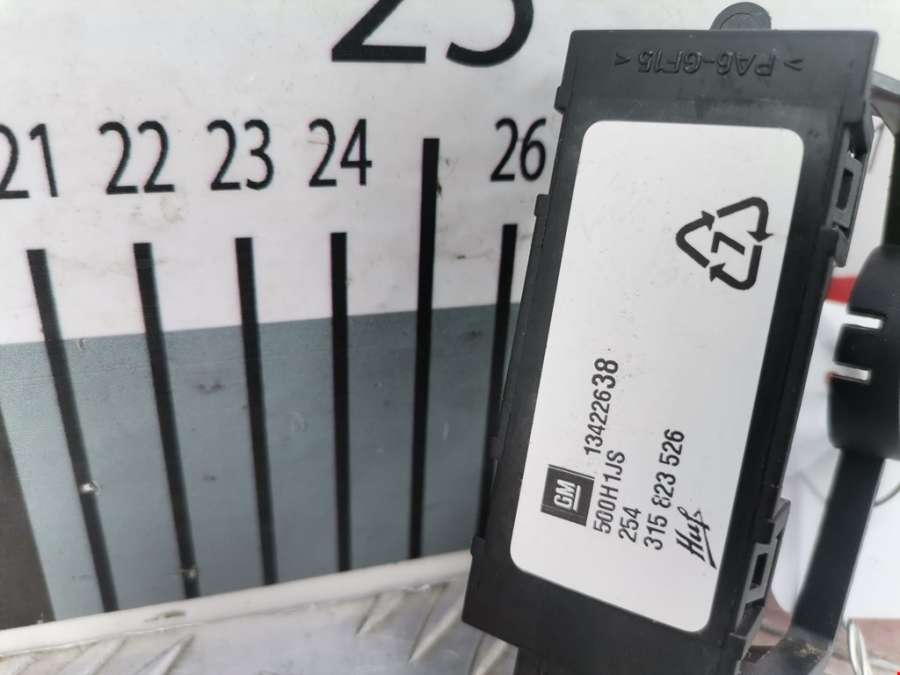 25
21 22 23 24 26
>PA6-GF15<
7
GM 13422638
500H1JS
254
315 823 526
Huf